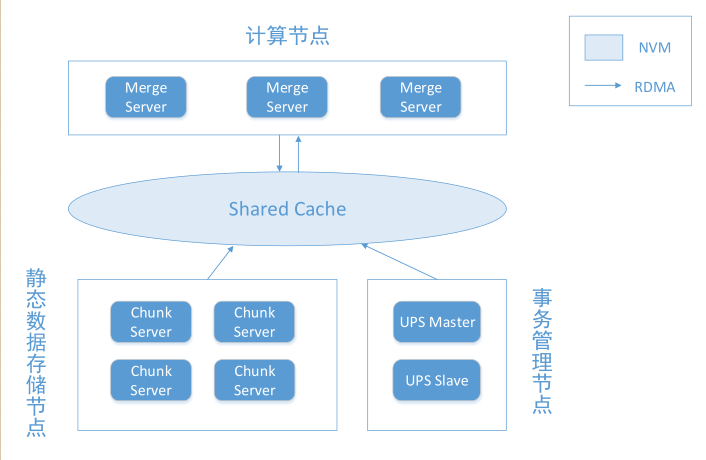 计算节点
NVM
RDMA
Merge
Server
Merge
Server
Merge
Server
Shared Cache
静态数据存储节点
Chunk
Server
Chunk
Server
Chunk
Server
Chunk
Server
UPS Master
UPS Slave
事务管理节点